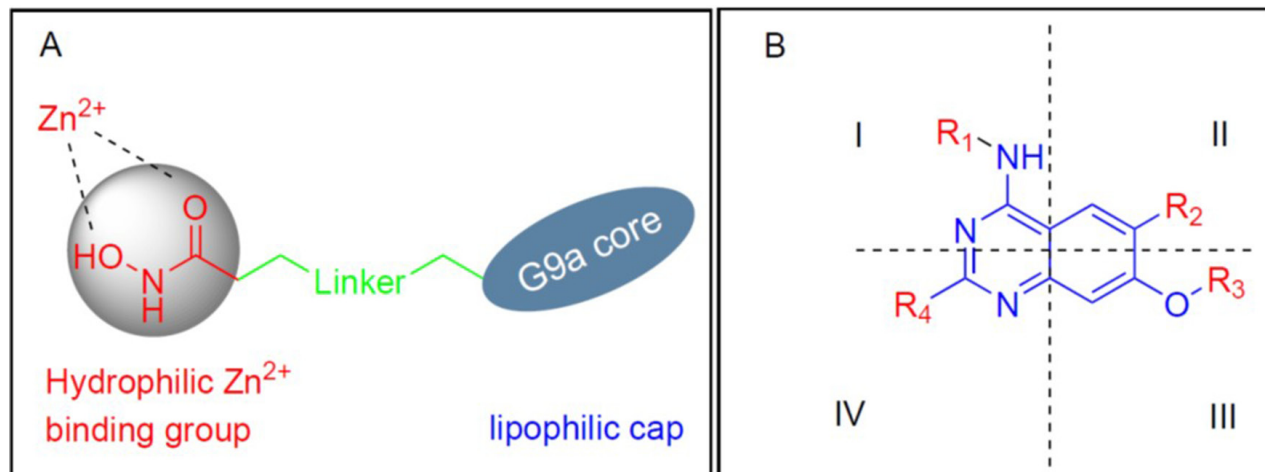 A
Zn²⁺
O
HO
N
H
Linker
G9a core
Hydrophilic Zn²⁺
binding group
lipophilic cap
B
I
II
R₁
NH
N
R₂
R₄
N
O
R₃
IV
III